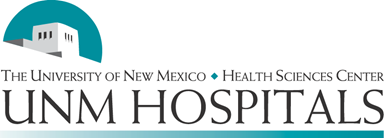 THE UNIVERSITY OF NEW MEXICO ◆ HEALTH SCIENCES CENTER
UNM HOSPITALS